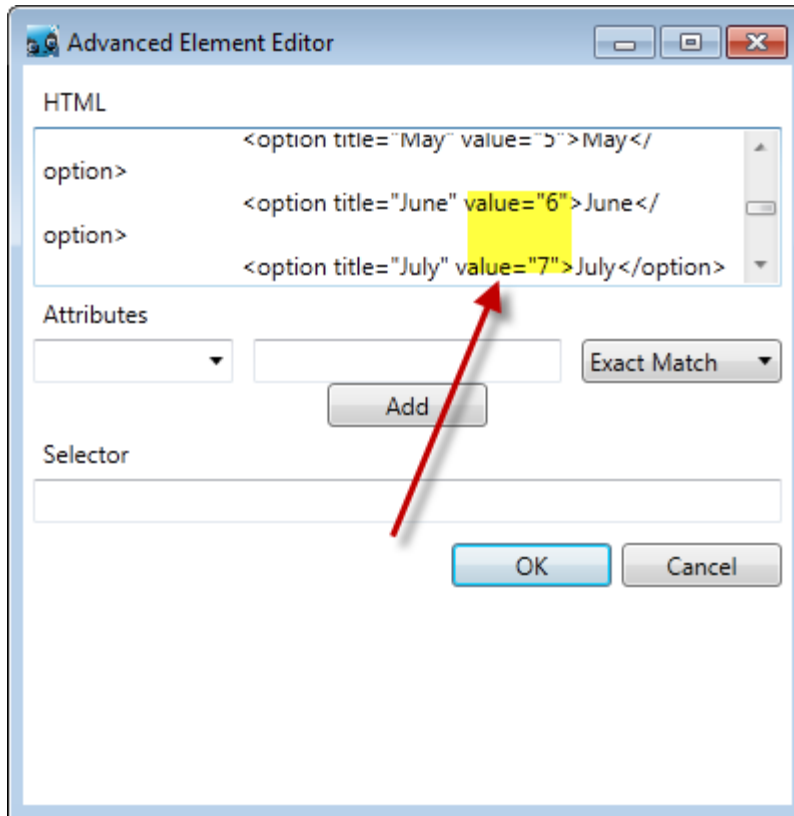 Advanced Element Editor
HTML
<option title="May" value="5">May</
option>
<option title="June" value="6">June</
option>
<option title="July" value="7">July</option>
Attributes
Exact Match
Add
Selector
OK Cancel